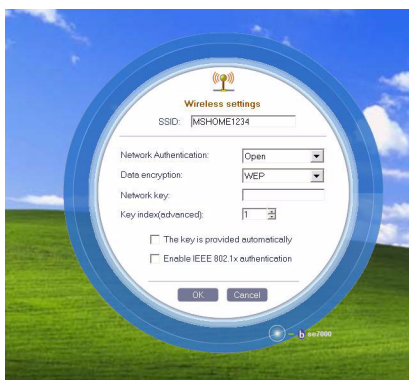 Wireless settings
SSID: MSHOME1234
Network Authentication: Open
Data encryption: WEP
Network key:
Key index(advanced): 1
The key is provided automatically
Enable IEEE 802.1x authentication
OK Cancel